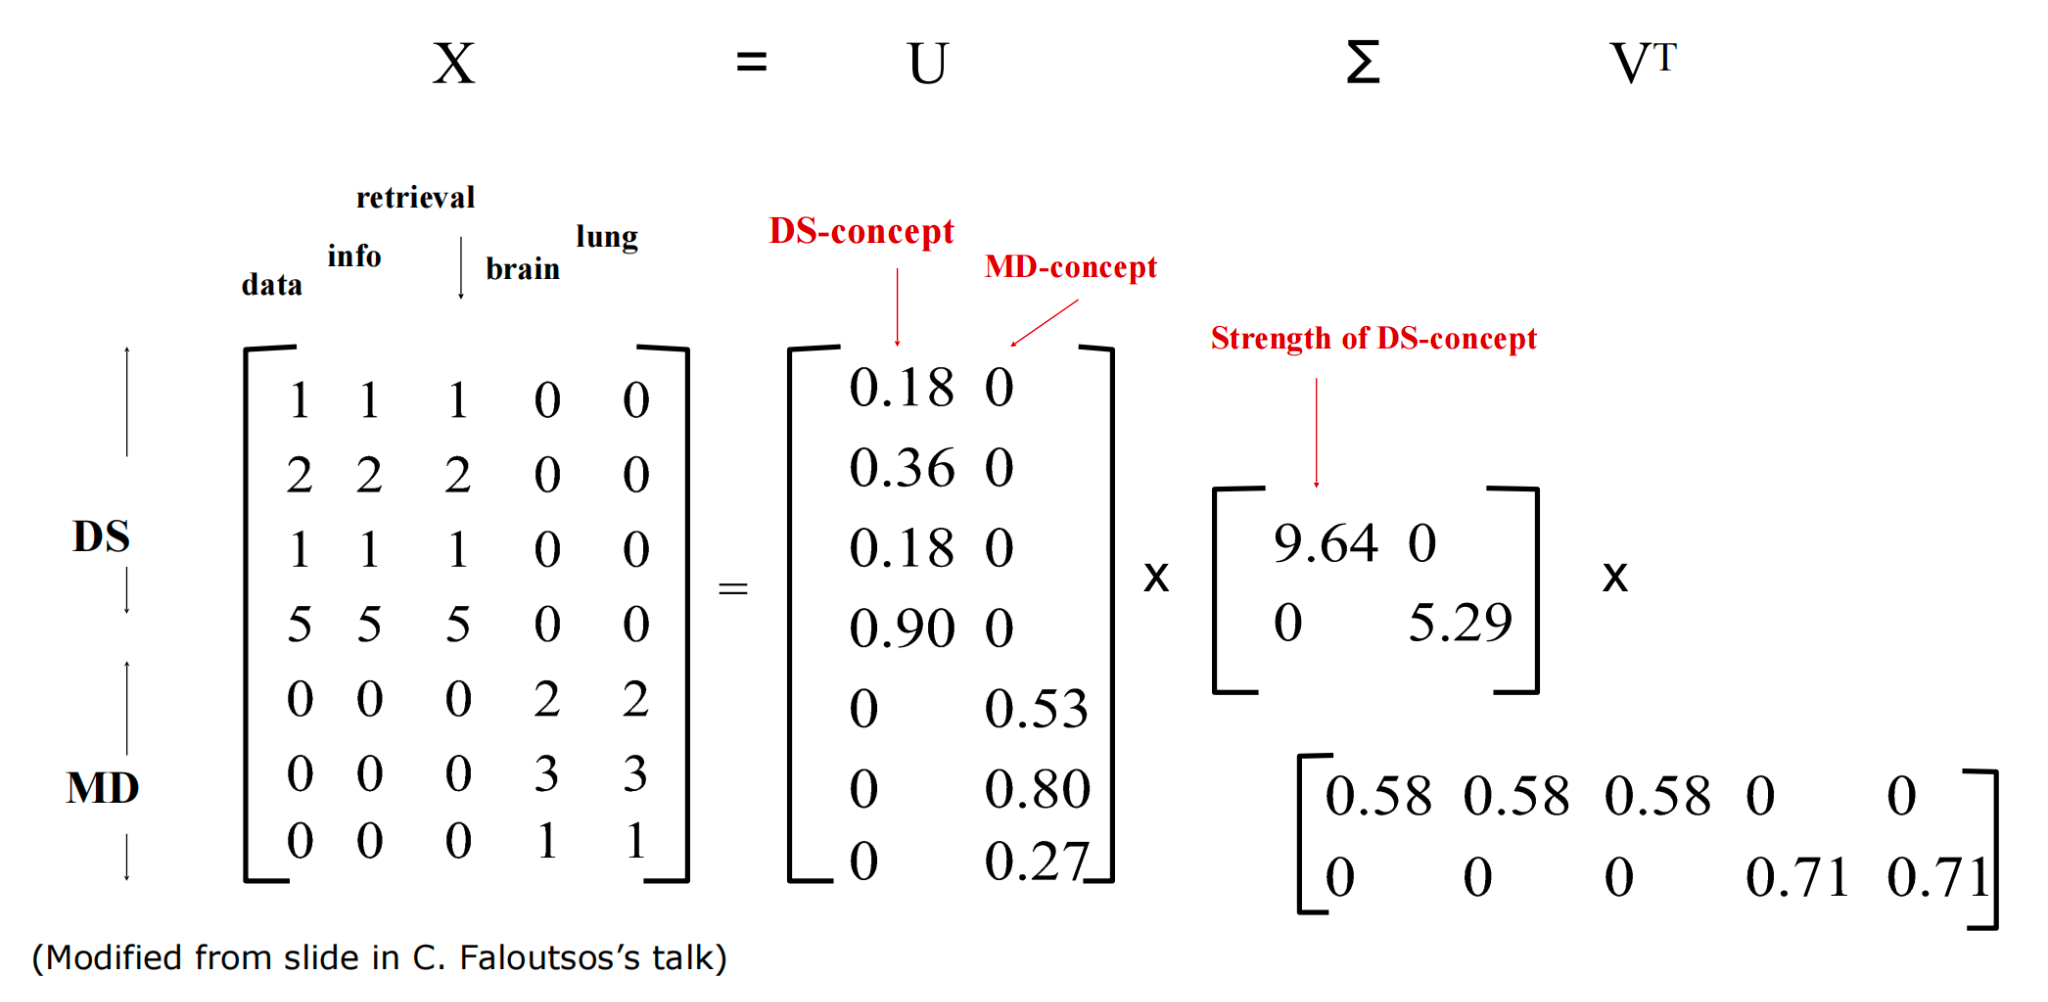 X = U Σ VT
retrieval
info
data
brain
lung
DS-concept
MD-concept
Strength of DS-concept
DS
MD
1 1 1 0 0
2 2 2 0 0
1 1 1 0 0
5 5 5 0 0
0 0 0 2 2
0 0 0 3 3
0 0 0 1 1
=
0.18 0
0.36 0
0.18 0
0.90 0
0 0.53
0 0.80
0 0.27
x
9.64 0
0 5.29
x
0.58 0.58 0.58 0 0
0 0 0 0.71 0.71
(Modified from slide in C. Faloutsos’s talk)